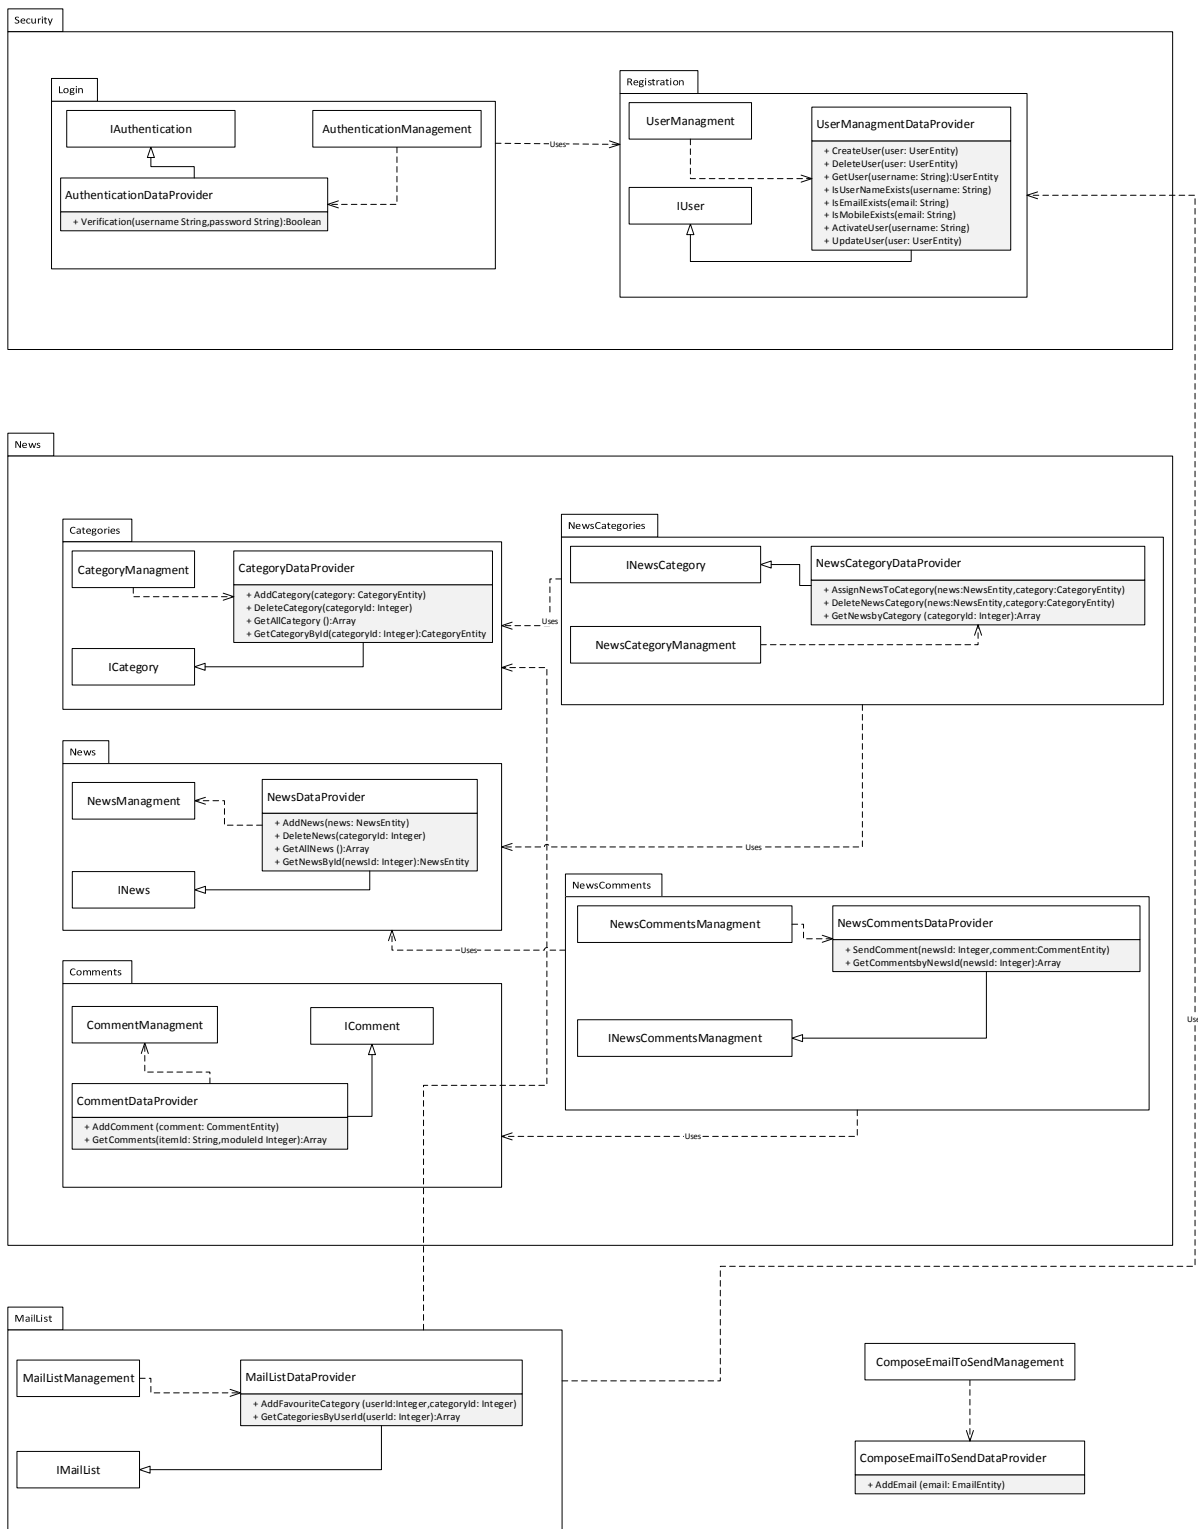 Security
Login
IAuthentication
AuthenticationManagement
AuthenticationDataProvider
+ Verification(username String,password String):Boolean
Uses
Registration
UserManagment
UserManagmentDataProvider
+ CreateUser(user: UserEntity)
+ DeleteUser(user: UserEntity)
+ GetUser(username: String):UserEntity
+ IsUserNameExists(username: String)
+ IsEmailExists(email: String)
+ IsMobileExists(email: String)
+ ActivateUser(username: String)
+ UpdateUser(user: UserEntity)
IUser
News
Categories
CategoryManagment
CategoryDataProvider
+ AddCategory(category: CategoryEntity)
+ DeleteCategory(categoryId: Integer)
+ GetAllCategory ():Array
+ GetCategoryById(categoryId: Integer):CategoryEntity
ICategory
Uses
NewsCategories
INewsCategory
NewsCategoryDataProvider
+ AssignNewsToCategory(news:NewsEntity,category:CategoryEntity)
+ DeleteNewsCategory(news:NewsEntity,category:CategoryEntity)
+ GetNewsbyCategory (categoryId: Integer):Array
NewsCategoryManagment
News
NewsManagment
NewsDataProvider
+ AddNews(news: NewsEntity)
+ DeleteNews(categoryId: Integer)
+ GetAllNews ():Array
+ GetNewsById(newsId: Integer):NewsEntity
INews
Uses
Uses
NewsComments
NewsCommentsManagment
NewsCommentsDataProvider
+ SendComment(newsId: Integer,comment:CommentEntity)
+ GetCommentsbyNewsId(newsId: Integer):Array
INewsCommentsManagment
Comments
CommentManagment
IComment
CommentDataProvider
+ AddComment (comment: CommentEntity)
+ GetComments(itemId: String,moduleId Integer):Array
Uses
Use
MailList
MailListManagement
MailListDataProvider
+ AddFavouriteCategory (userId:Integer,categoryId: Integer)
+ GetCategoriesByUserId(userId: Integer):Array
IMailList
ComposeEmailToSendManagement
ComposeEmailToSendDataProvider
+ AddEmail (email: EmailEntity)